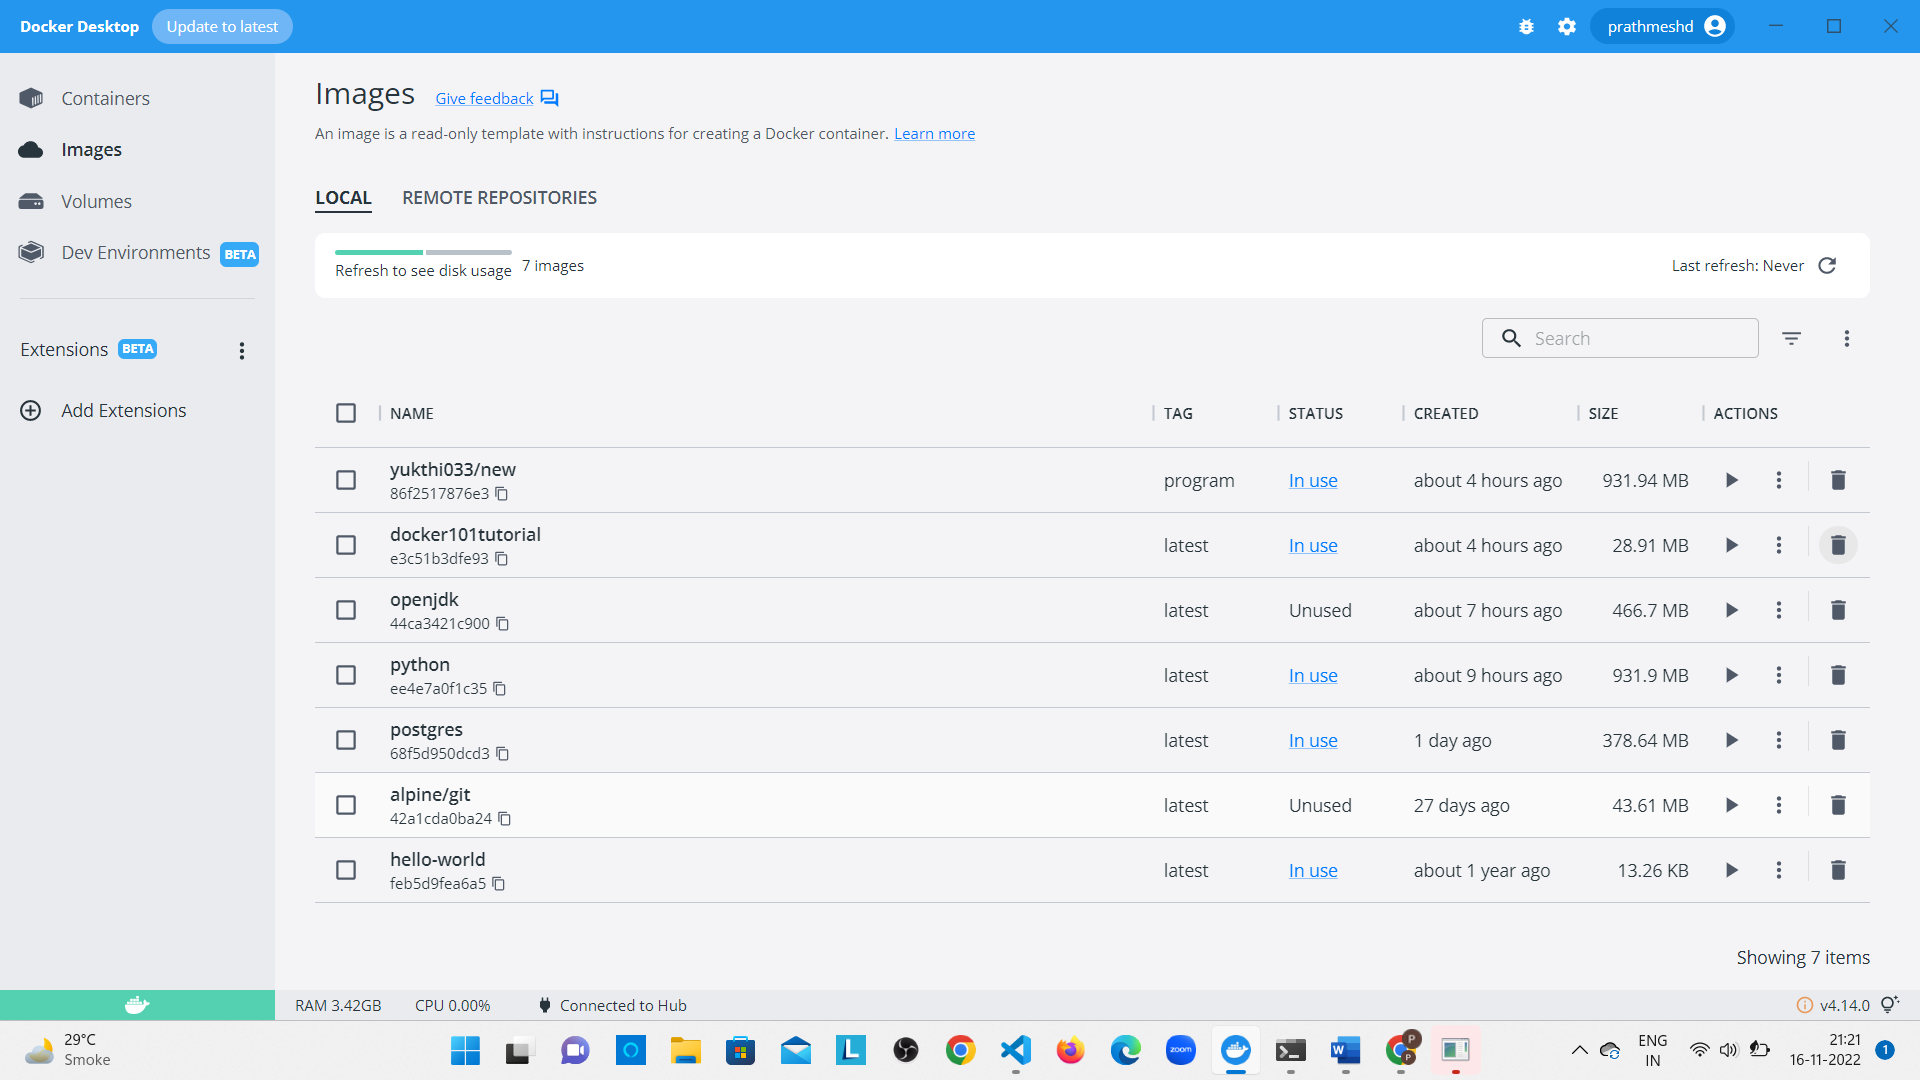 Docker Desktop Update to latest prathmeshd
Containers
Images
Volumes
Dev Environments BETA
Extensions BETA
Add Extensions
Images Give feedback
An image is a read-only template with instructions for creating a Docker container. Learn more
LOCAL REMOTE REPOSITORIES
Refresh to see disk usage 7 images Last refresh: Never
Search
NAME TAG STATUS CREATED SIZE ACTIONS
yukthi033/new
86f2517876e3 program In use about 4 hours ago 931.94 MB
docker101tutorial
e3c51b3dfe93 latest In use about 4 hours ago 28.91 MB
openjdk
44ca3421c900 latest Unused about 7 hours ago 466.7 MB
python
ee4e7a0f1c35 latest In use about 9 hours ago 931.9 MB
postgres
68f5d950dcd3 latest In use 1 day ago 378.64 MB
alpine/git
42a1cda0ba24 latest Unused 27 days ago 43.61 MB
hello-world
feb5d9fea6a5 latest In use about 1 year ago 13.26 KB
Showing 7 items
RAM 3.42GB CPU 0.00% Connected to Hub v4.14.0
29°C
Smoke
L
zoom
W
P
P
ENG
IN
21:21
16-11-2022
1